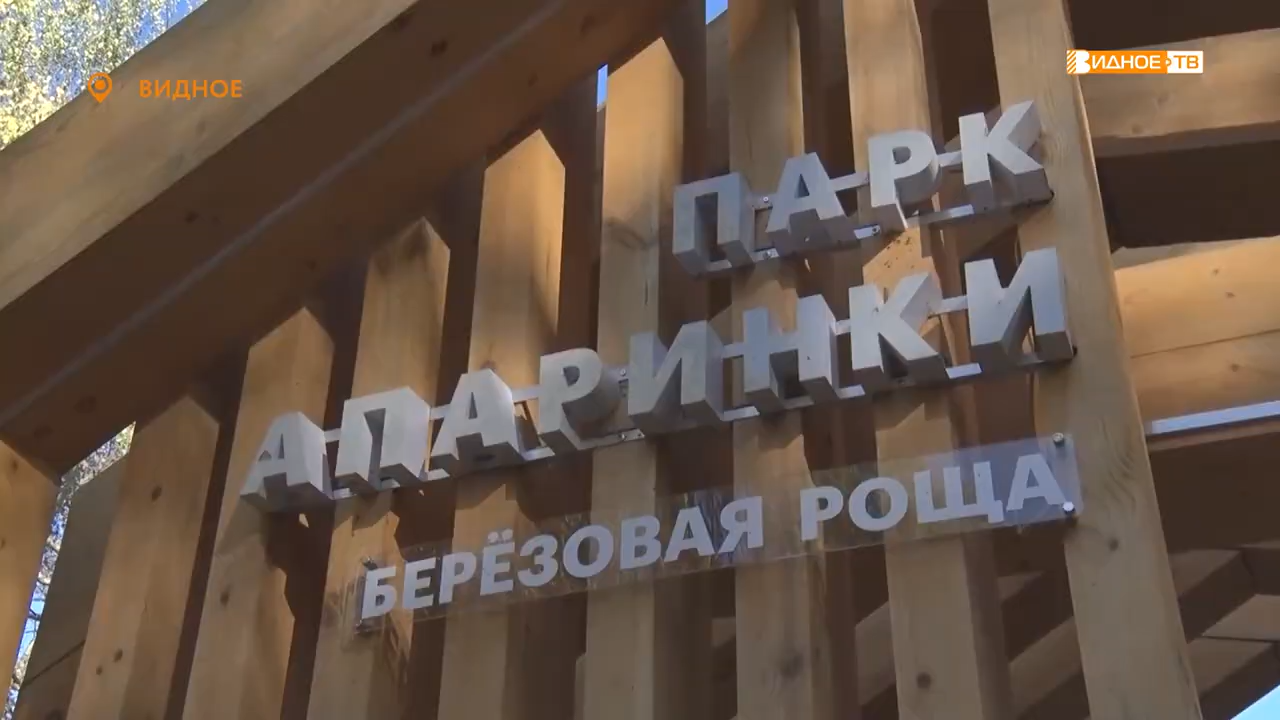 ВИДНОЕ
ВИДНОЕ ТВ
ПАРК
АПАРИНКИ
БЕРЁЗОВАЯ РОЩА